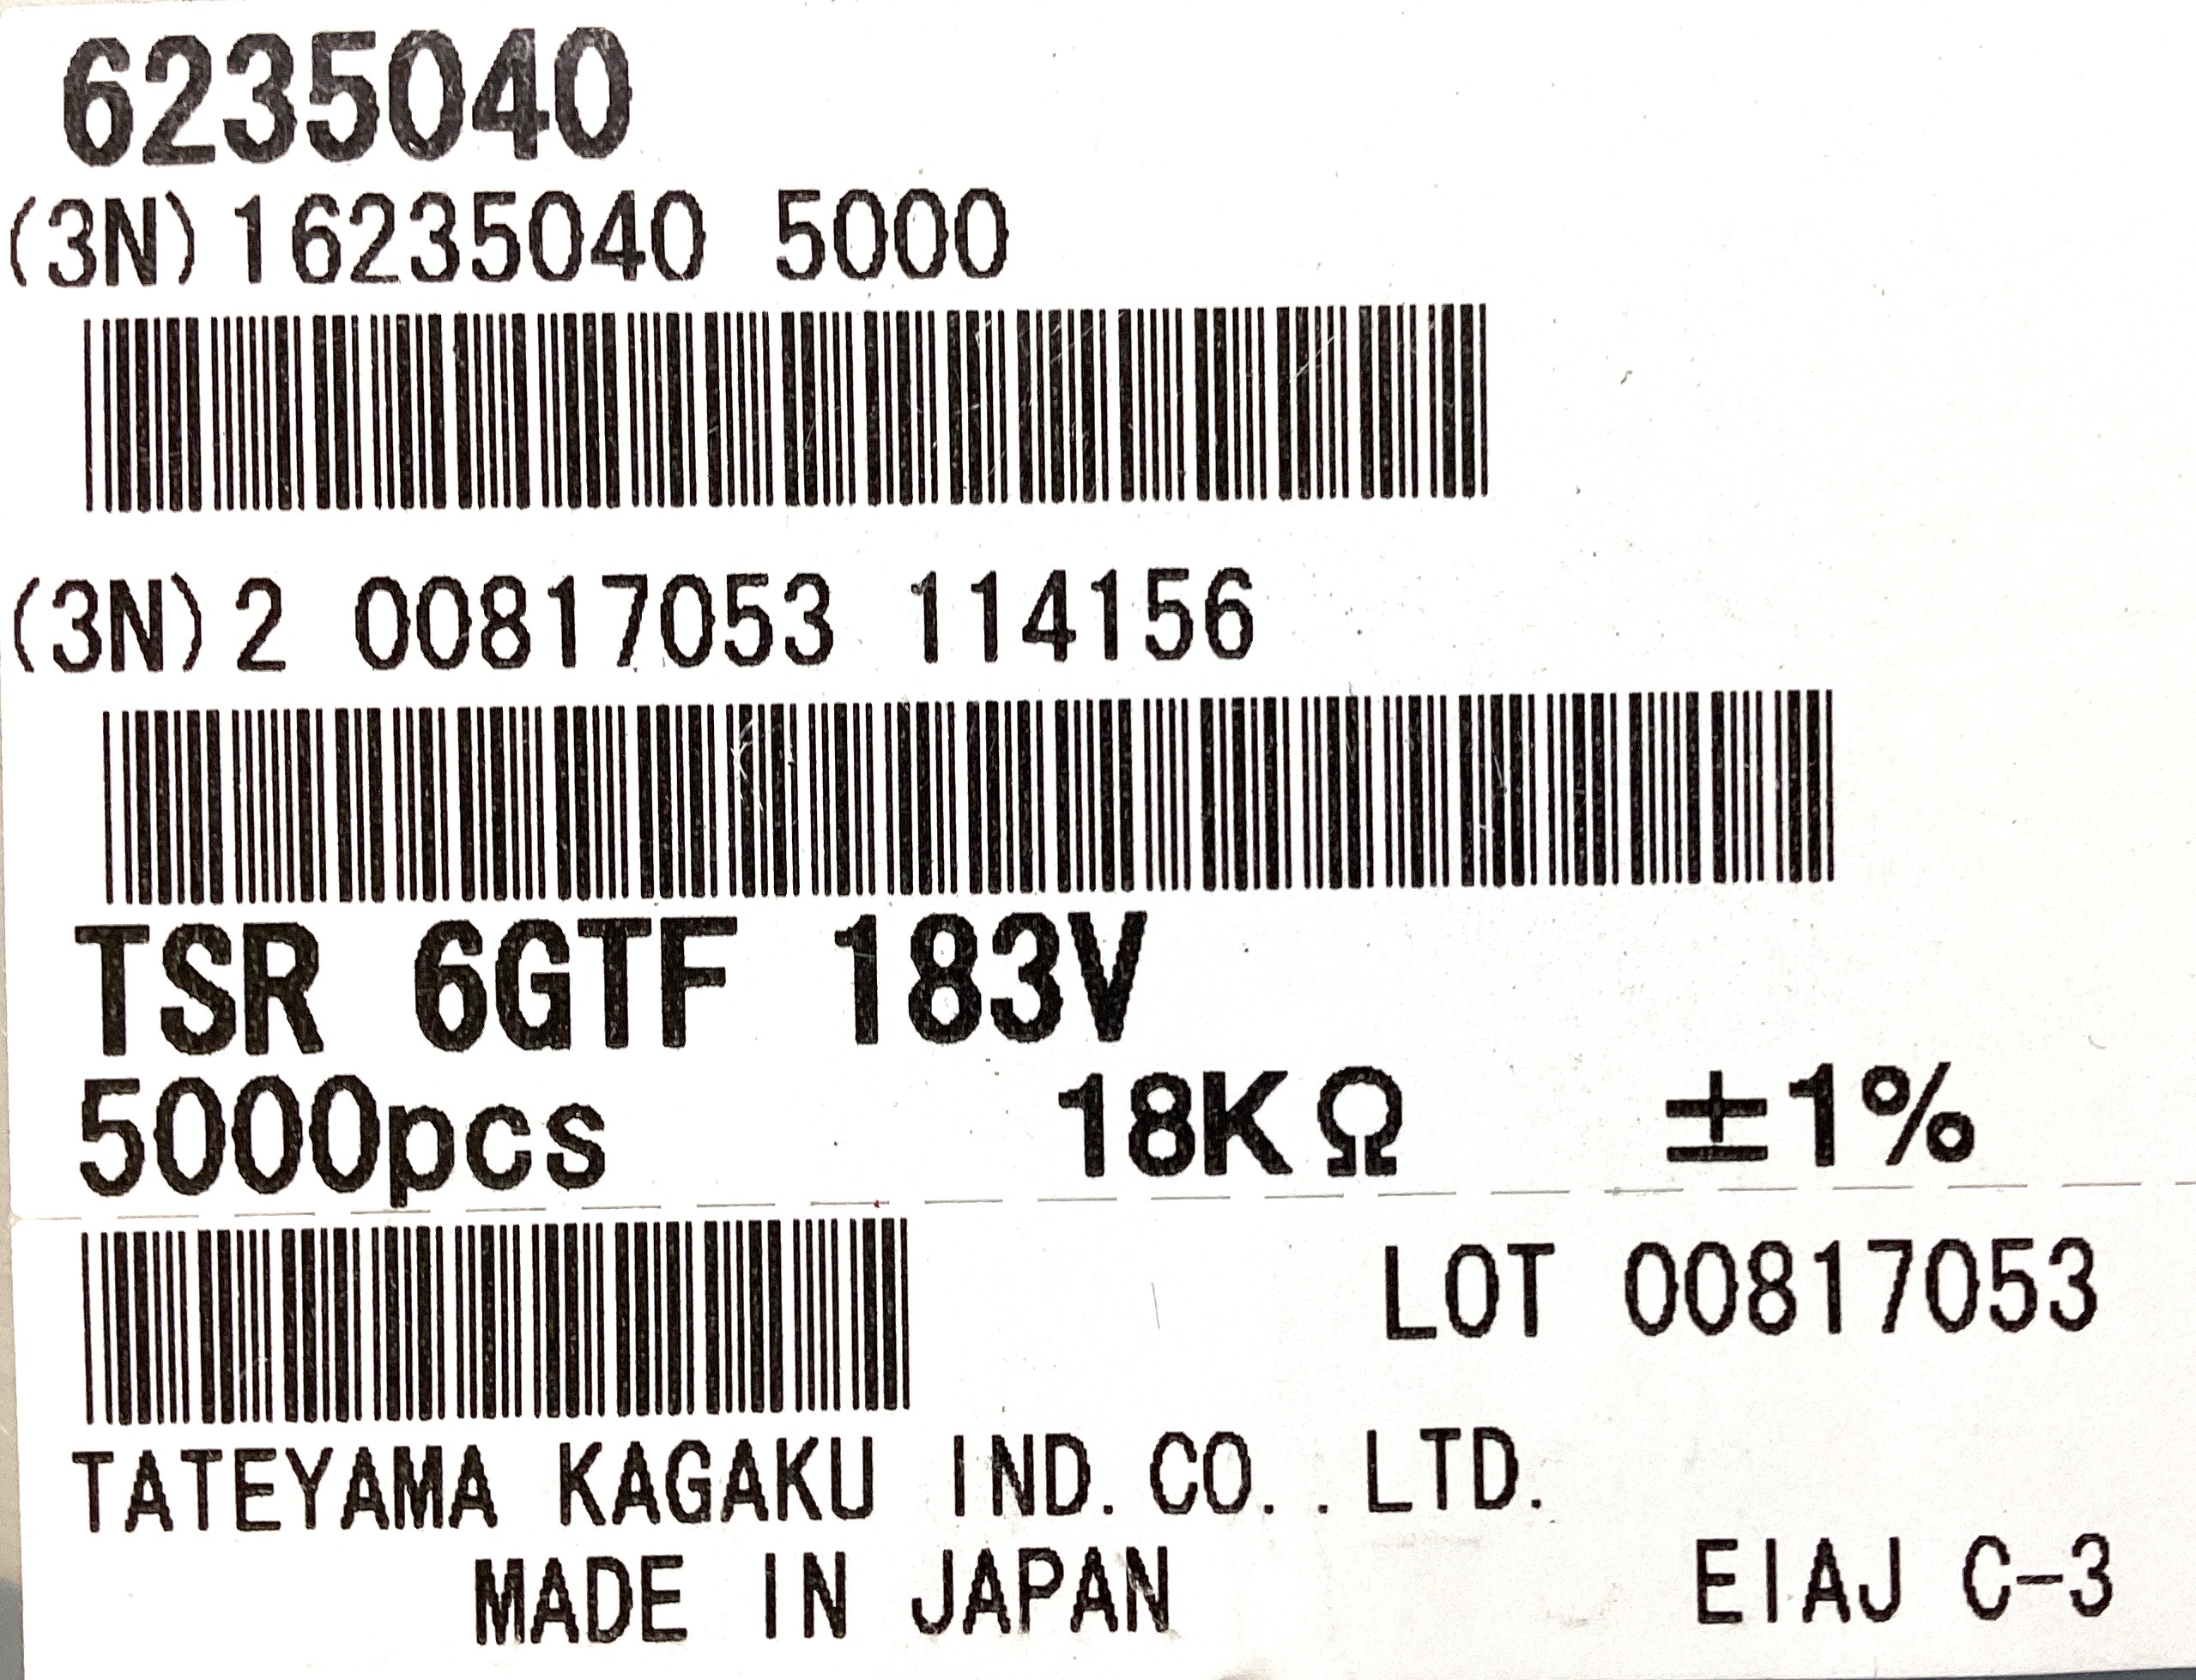 6235040
(3N)16235040 5000
(3N)2 00817053 114156
TSR 6GTF 183V
5000pcs 18KΩ ±1%
LOT 00817053
TATEYAMA KAGAKU IND.CO..LTD.
MADE IN JAPAN EIAJ C-3